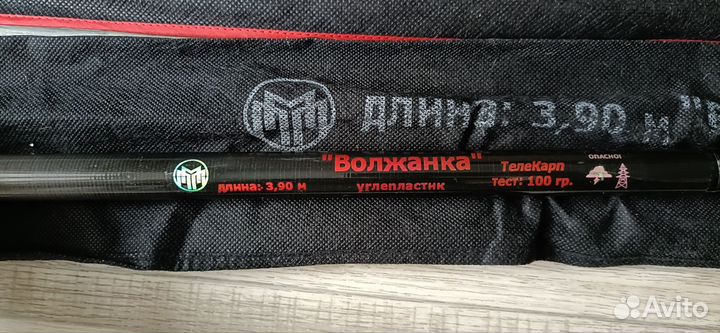 ДЛИНА: 3,90 м
"Волжанка"
ТелеКарп
ОПАСНО!
длина: 3,90 м
углепластик
тест: 100 гр.
Avito